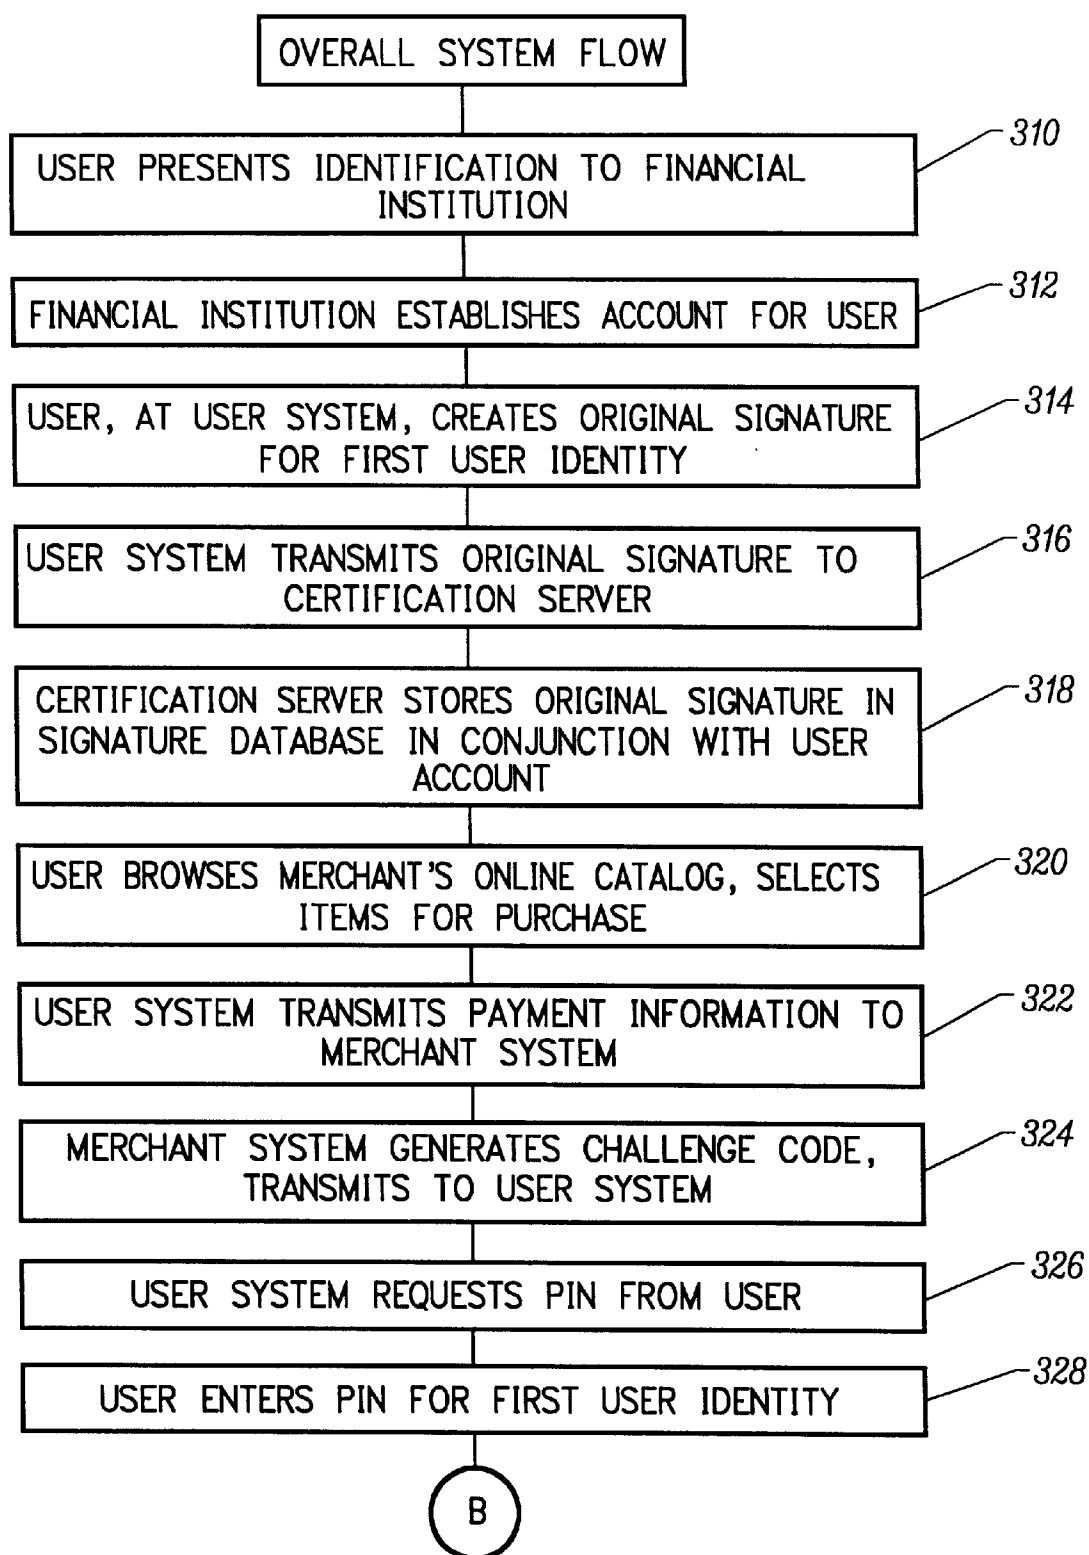 OVERALL SYSTEM FLOW
310
USER PRESENTS IDENTIFICATION TO FINANCIAL
INSTITUTION
312
FINANCIAL INSTITUTION ESTABLISHES ACCOUNT FOR USER
314
USER, AT USER SYSTEM, CREATES ORIGINAL SIGNATURE
FOR FIRST USER IDENTITY
316
USER SYSTEM TRANSMITS ORIGINAL SIGNATURE TO
CERTIFICATION SERVER
318
CERTIFICATION SERVER STORES ORIGINAL SIGNATURE IN
SIGNATURE DATABASE IN CONJUNCTION WITH USER
ACCOUNT
320
USER BROWSES MERCHANT'S ONLINE CATALOG, SELECTS
ITEMS FOR PURCHASE
322
USER SYSTEM TRANSMITS PAYMENT INFORMATION TO
MERCHANT SYSTEM
324
MERCHANT SYSTEM GENERATES CHALLENGE CODE,
TRANSMITS TO USER SYSTEM
326
USER SYSTEM REQUESTS PIN FROM USER
328
USER ENTERS PIN FOR FIRST USER IDENTITY
B